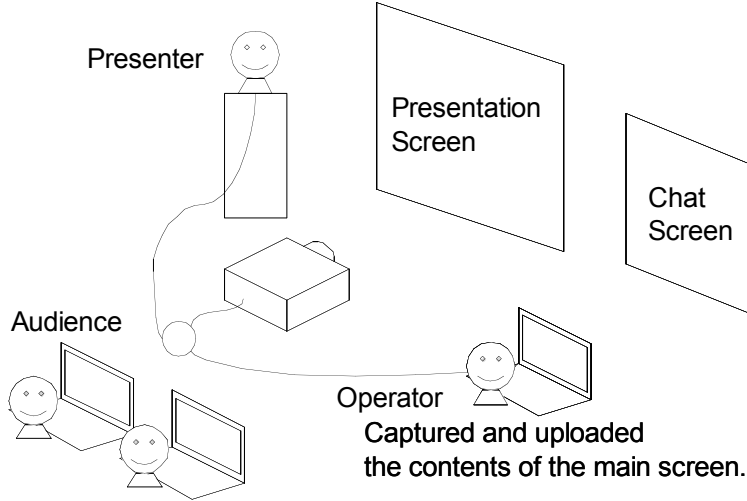 Presenter
Presentation
Screen
Chat
Screen
Audience
Operator
Captured and uploaded
the contents of the main screen.